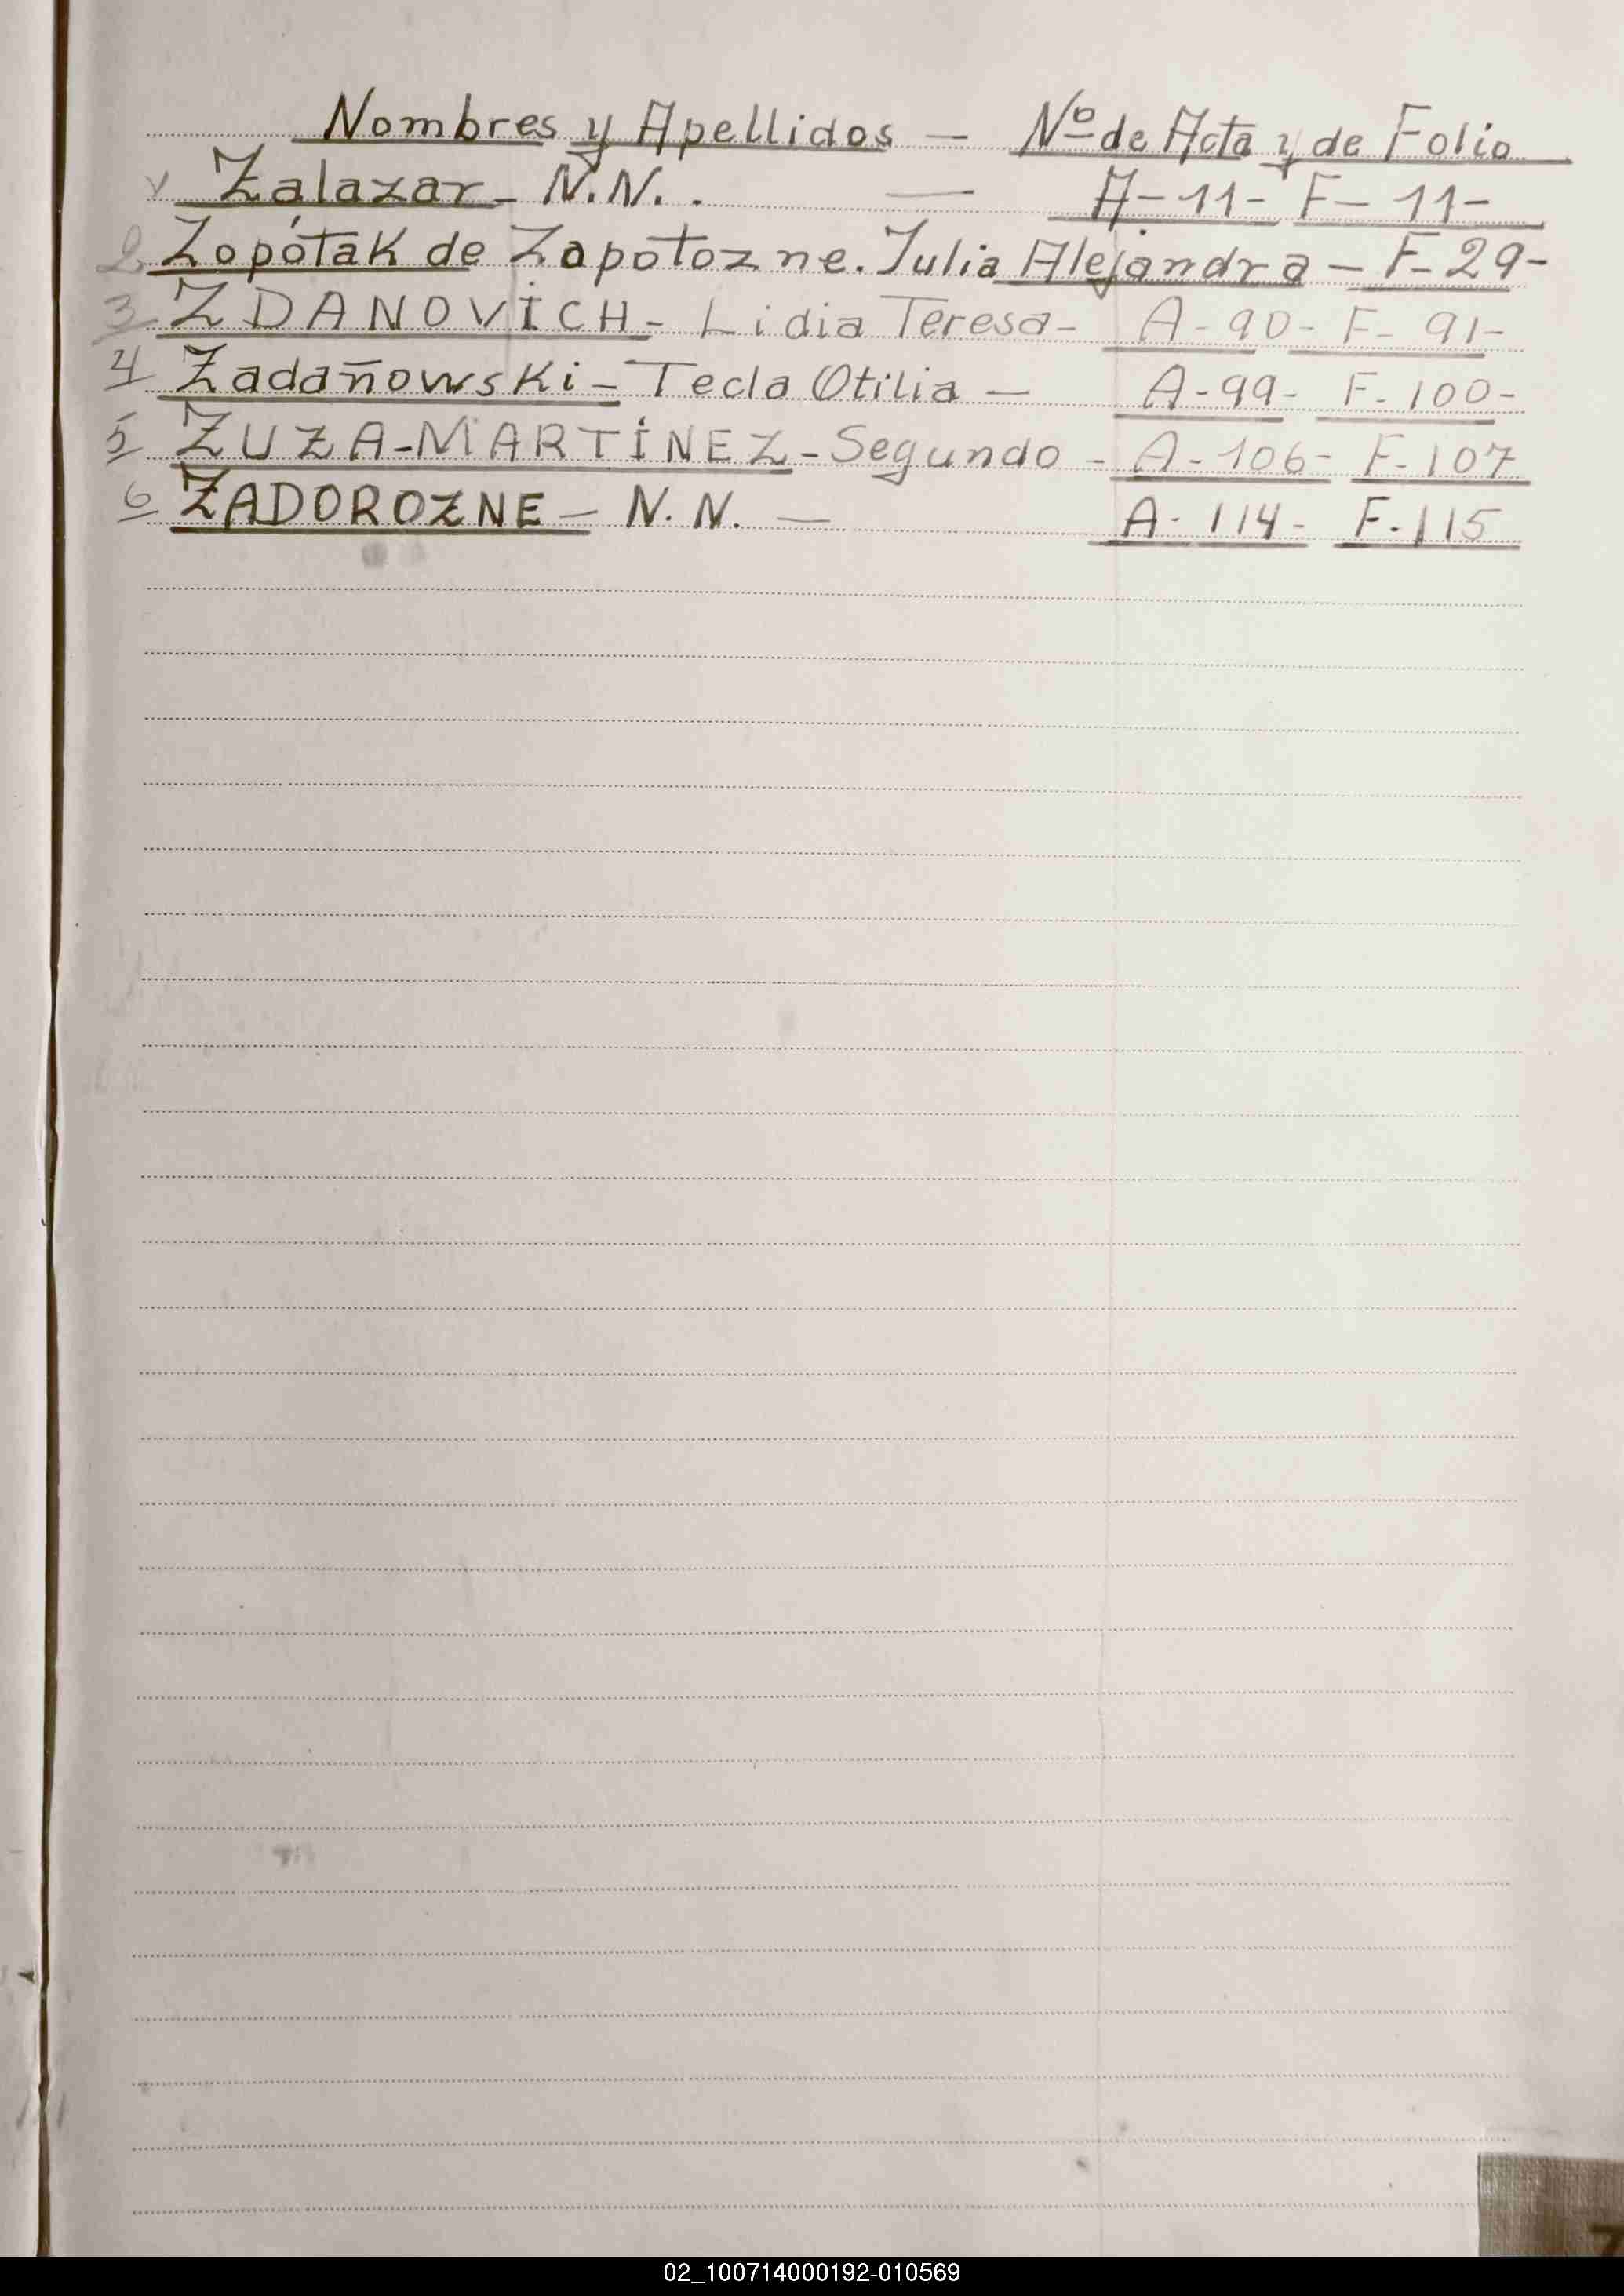 Nombres y Apellidos — Nº de Acta y de Folio
Zalazar - N.N. . — A-11- F-11-
2 Zopótak de Zapotozne. Julia Alejandra - F-29-
3 ZDANOVICH - Lidia Teresa - A-90- F-91-
4 Zadañowski - Tecla Otilia — A-99- F-100-
5 ZUZA-MARTÍNEZ - Segundo - A-106- F-107
6 ZADOROZNE - N.N. — A-114- F-115
02_100714000192-010569